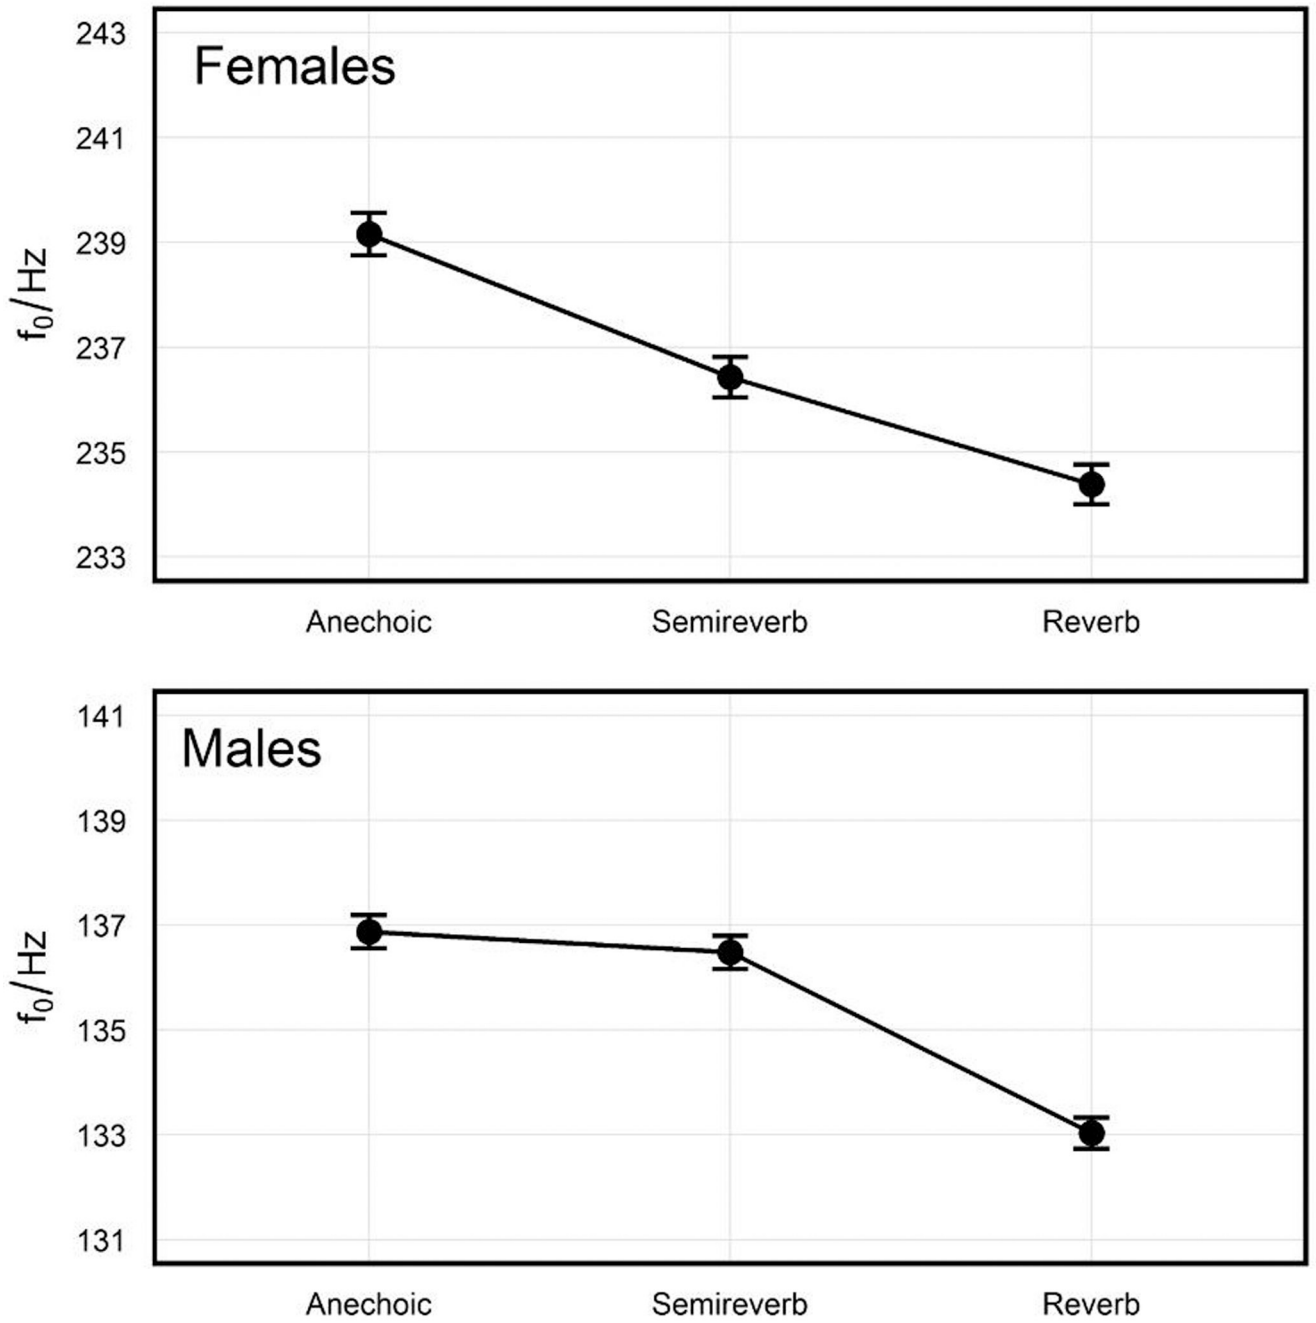 Females
243
241
239
237
235
233
f₀/Hz
Anechoic Semireverb Reverb
Males
141
139
137
135
133
131
f₀/Hz
Anechoic Semireverb Reverb